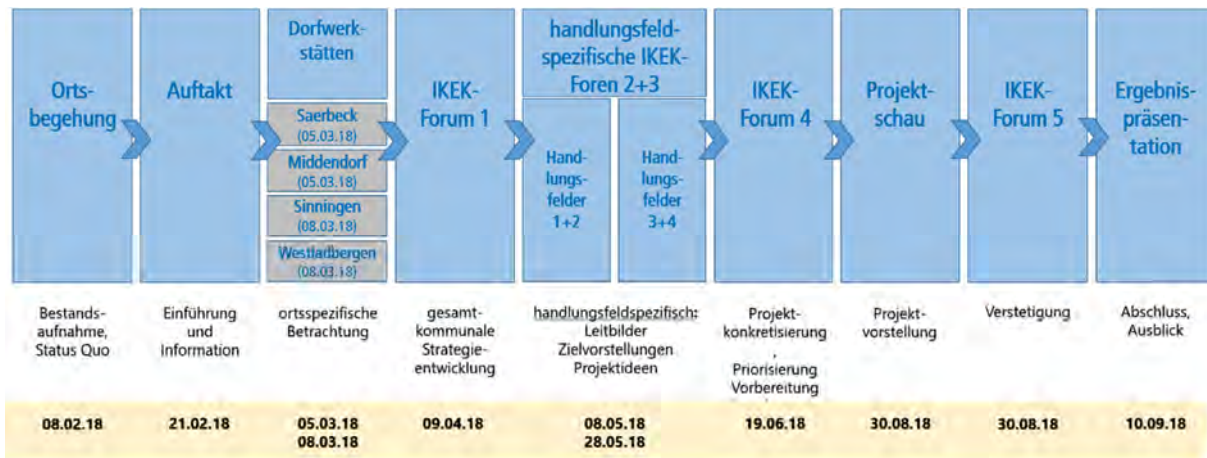 Orts-
begehung
Auftakt
Dorfwerk-
stätten
Saerbeck
(05.03.18)
Middendorf
(05.03.18)
Sinningen
(08.03.18)
Westladbergen
(08.03.18)
IKEK-
Forum 1
handlungsfeld-
spezifische IKEK-
Foren 2+3
Hand-
lungs-
felder
1+2
Hand-
lungs-
felder
3+4
IKEK-
Forum 4
Projekt-
schau
IKEK-
Forum 5
Ergebnis-
präsen-
tation
Bestands-
aufnahme,
Status Quo
Einführung
und
Information
ortsspezifische
Betrachtung
gesamt-
kommunale
Strategie-
entwicklung
handlungsfeldspezifisch:
Leitbilder
Zielvorstellungen
Projektideen
Projekt-
konkretisierung
,
Priorisierung
Vorbereitung
Projekt-
vorstellung
Verstetigung
Abschluss,
Ausblick
08.02.18
21.02.18
05.03.18
08.03.18
09.04.18
08.05.18
28.05.18
19.06.18
30.08.18
30.08.18
10.09.18